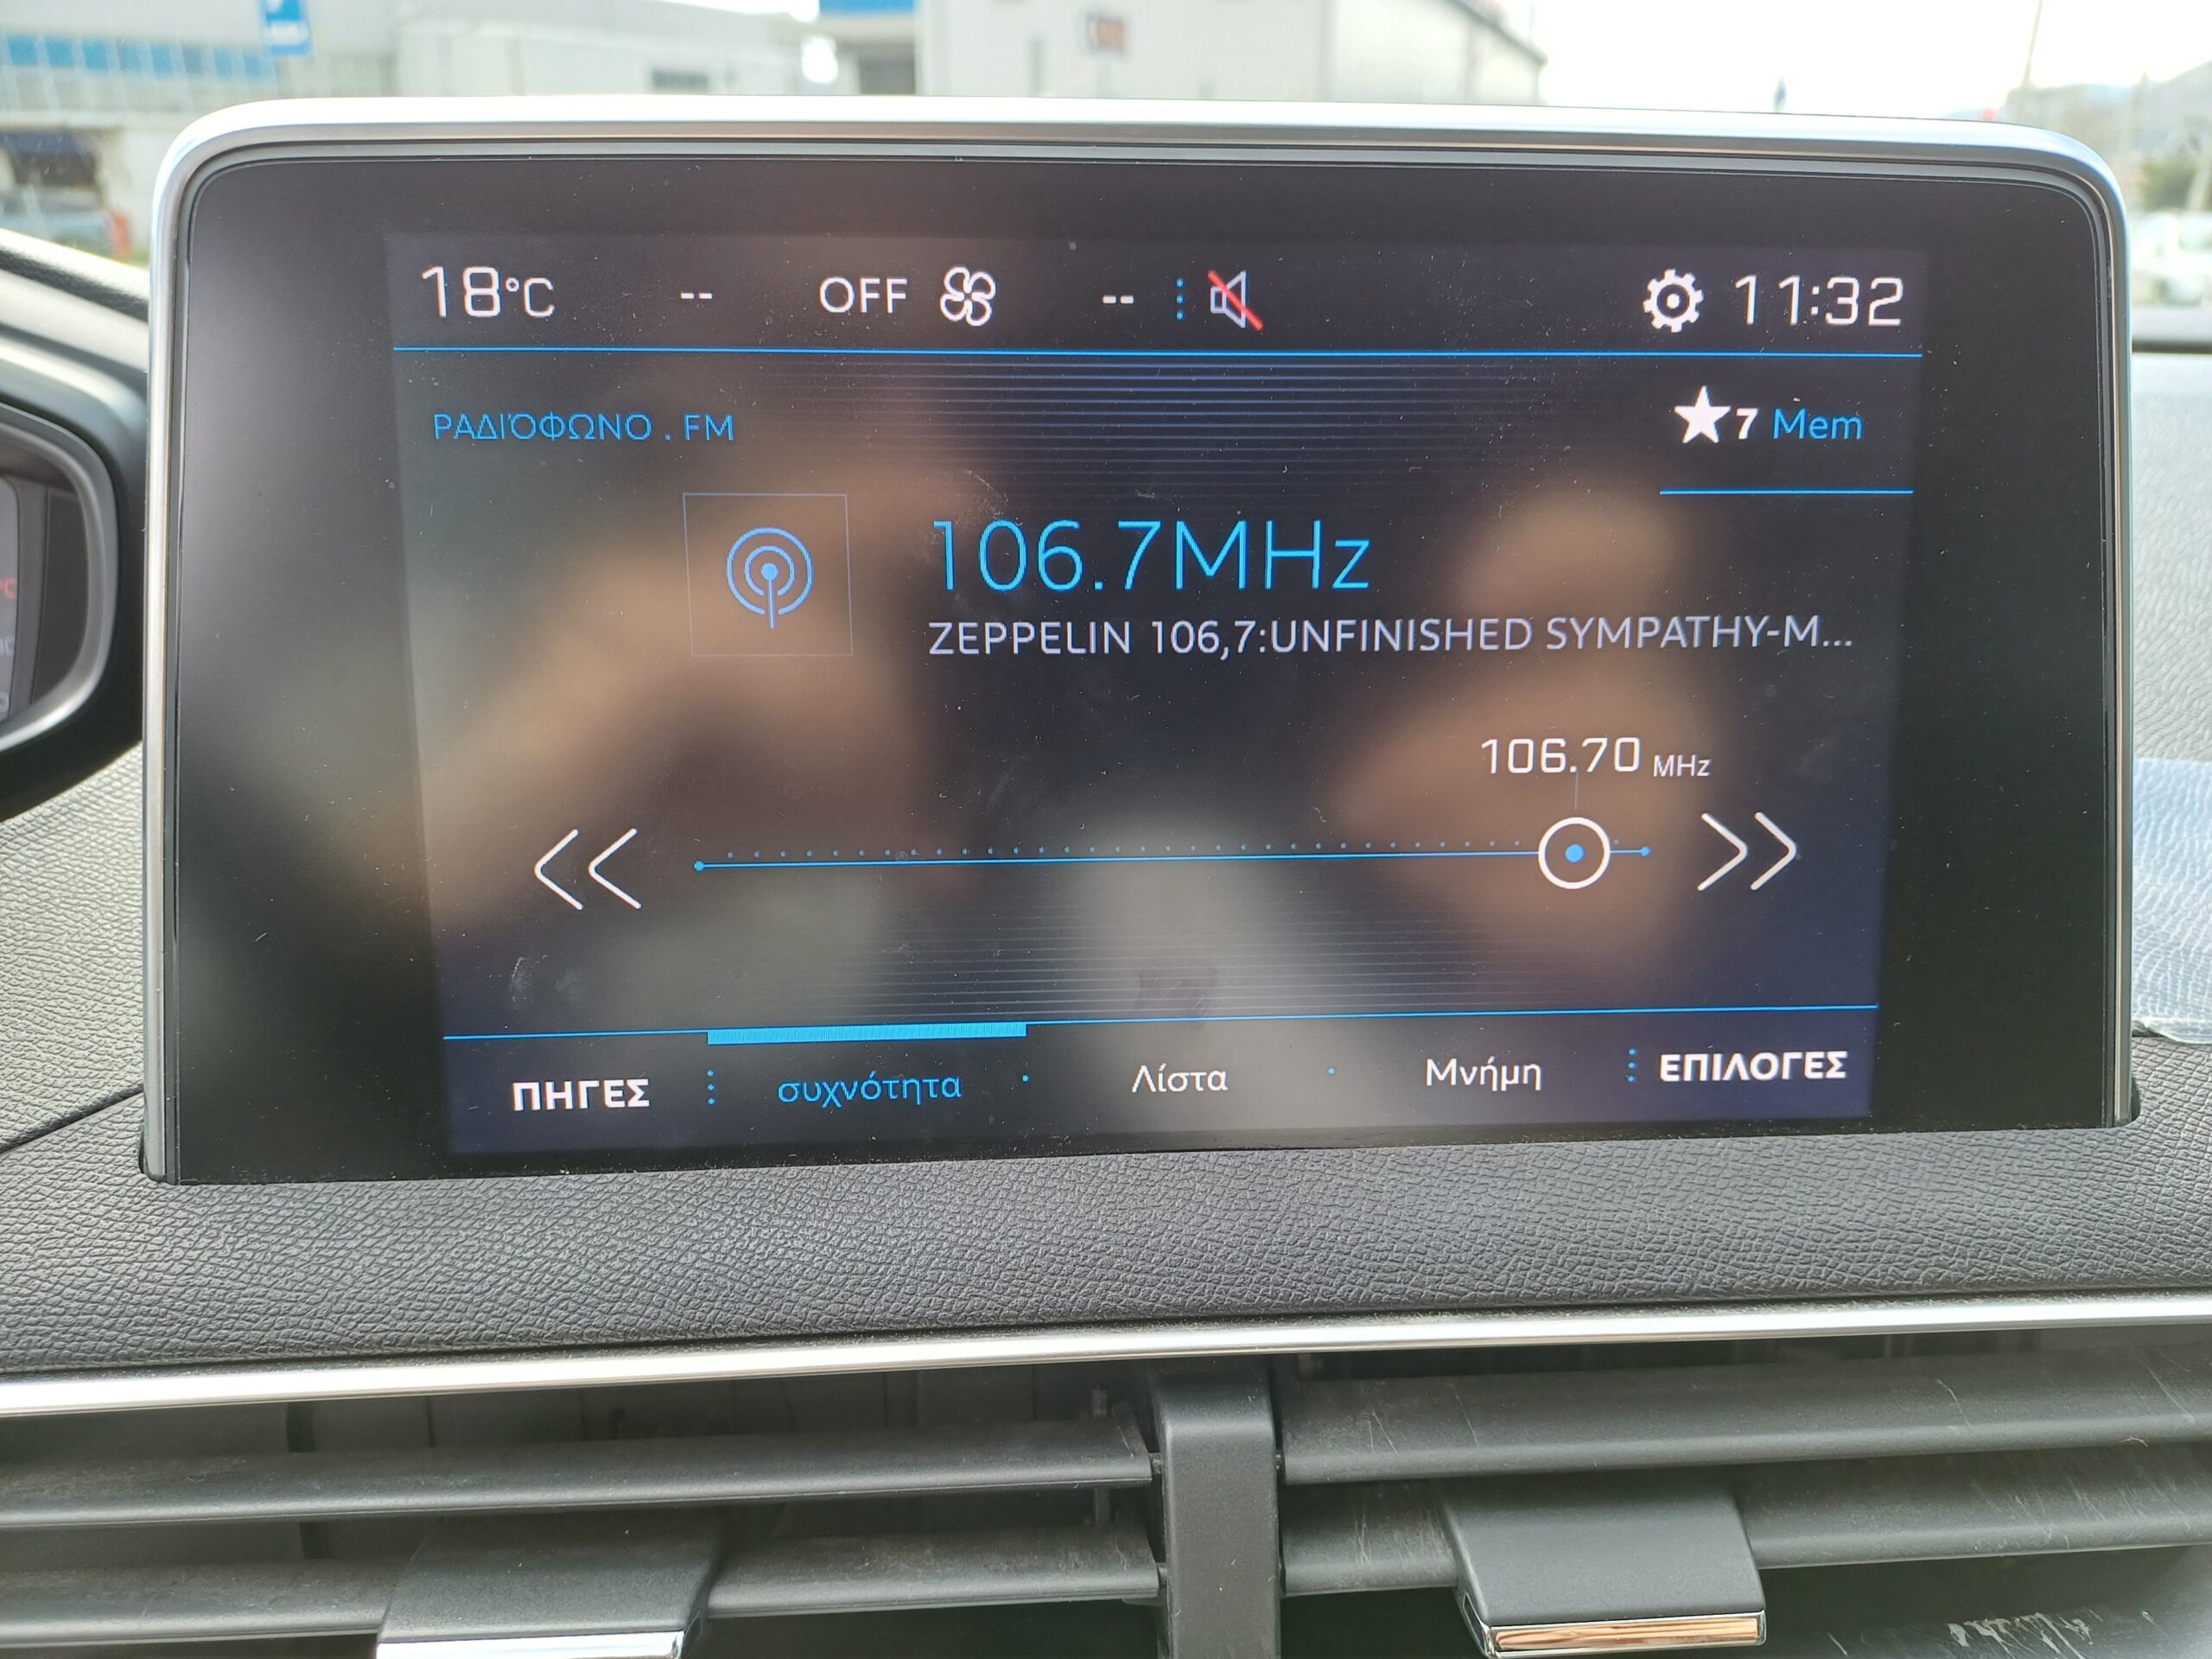 18°C -- OFF -- 11:32
ΡΑΔΙΌΦΩΝΟ . FM
7 Mem
106.7MHz
ZEPPELIN 106,7:UNFINISHED SYMPATHY-M...
106.70 MHz
ΠΗΓΕΣ συχνότητα Λίστα Μνήμη ΕΠΙΛΟΓΕΣ